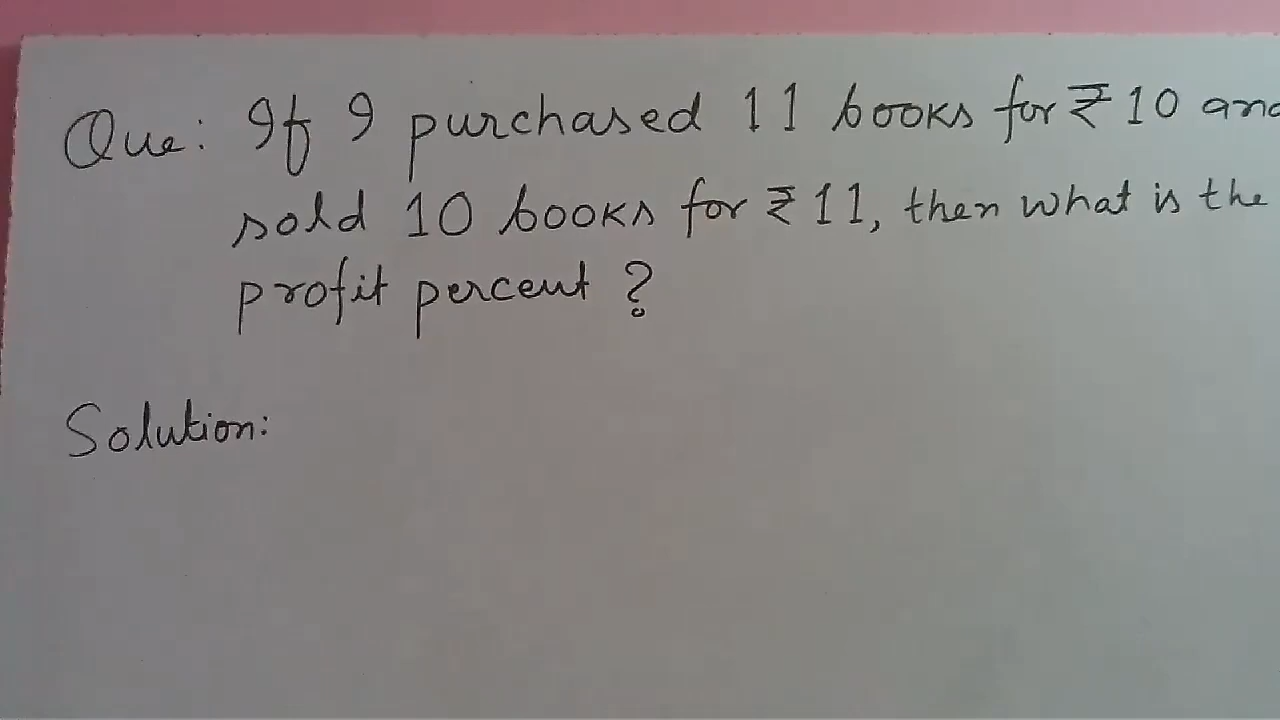 Que: If I purchased 11 books for ₹ 10 and
sold 10 books for ₹ 11, then what is the
profit percent ?
Solution: